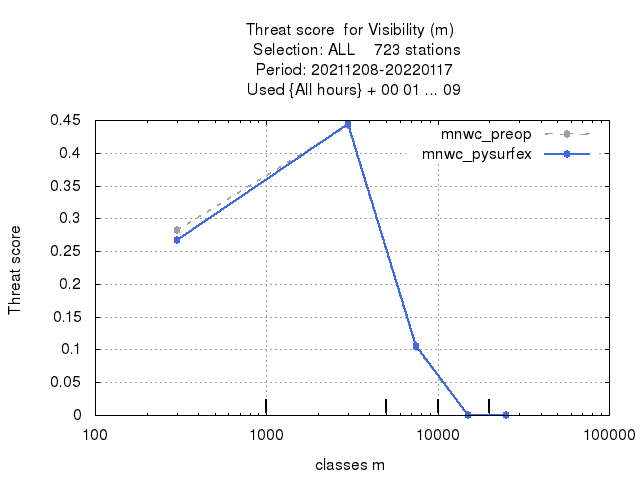 Threat score  for Visibility (m)
Selection: ALL    723 stations
Period: 20211208-20220117
Used {All hours} + 00 01 ... 09
mnwc_preop
mnwc_pysurfex
0.45
0.4
0.35
0.3
0.25
0.2
0.15
0.1
0.05
0
Threat score
100
1000
10000
100000
classes m